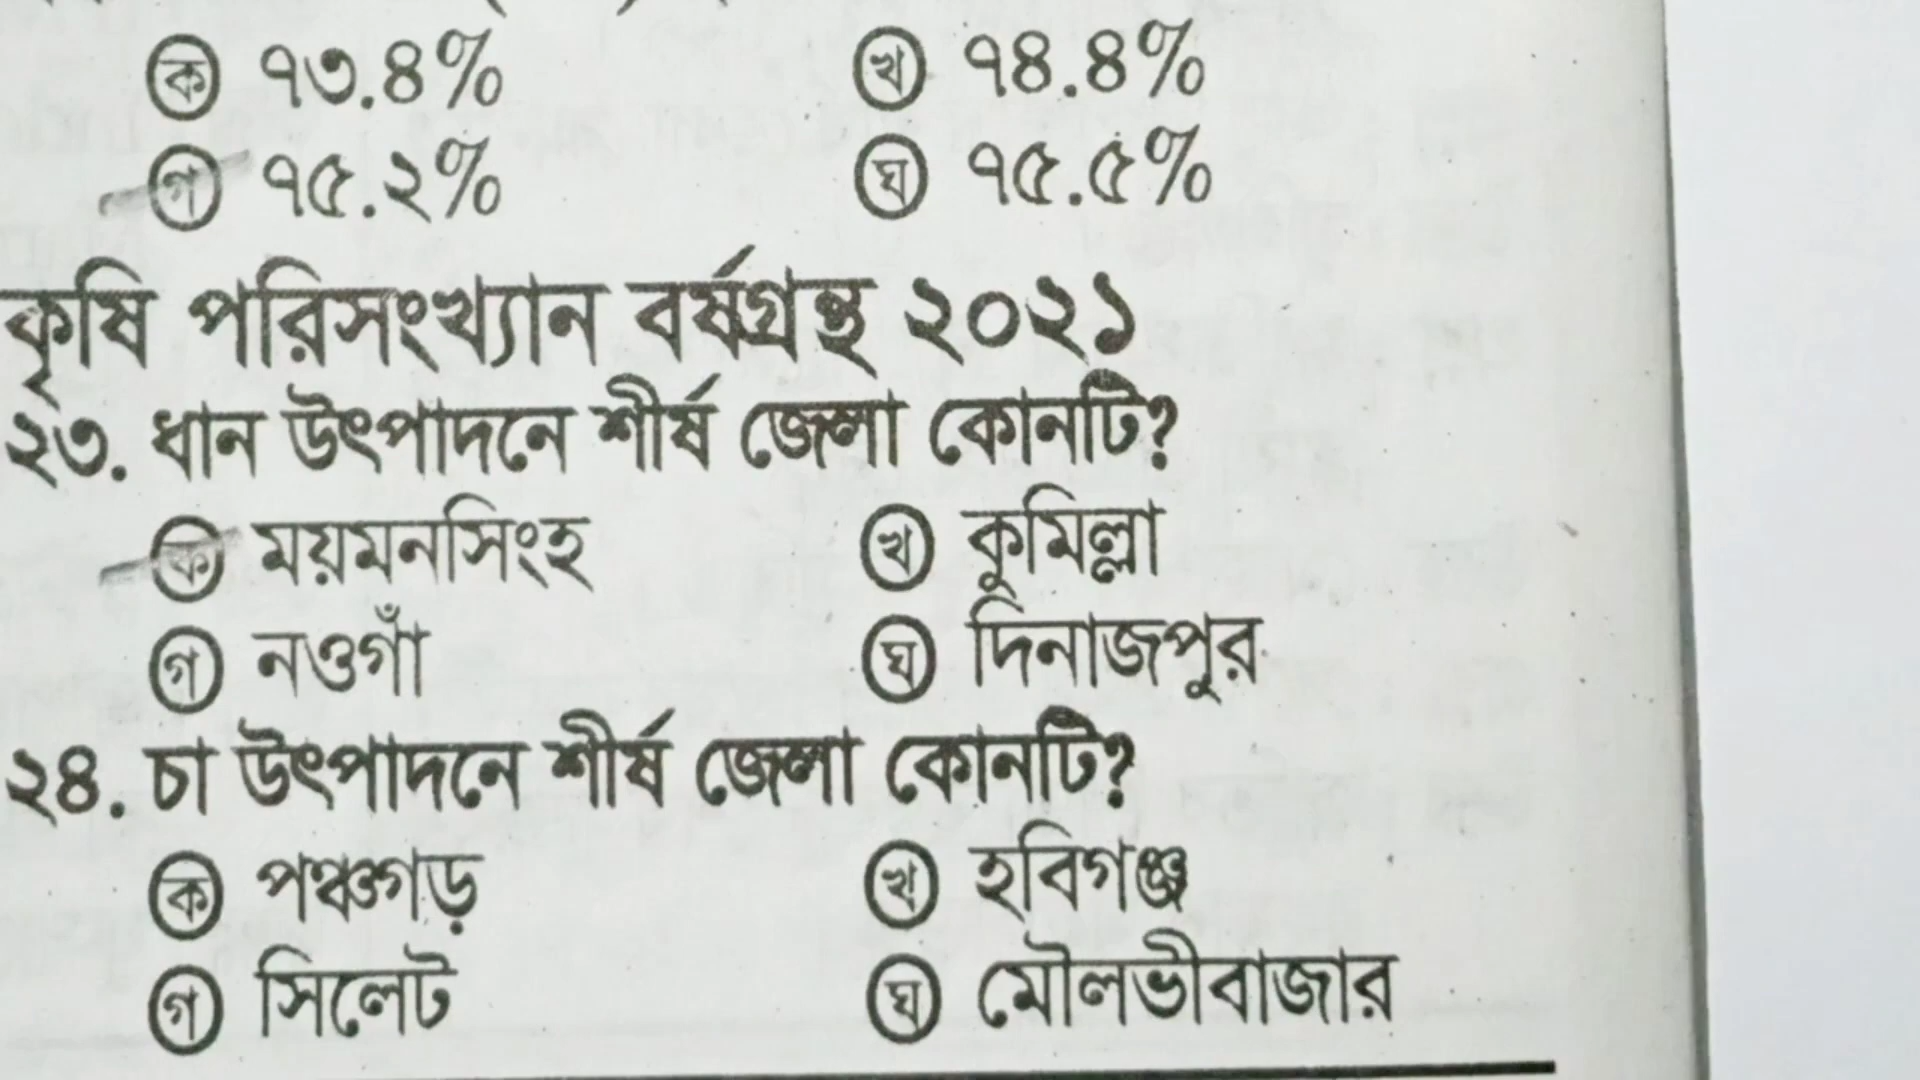 ক ৭৩.৪% খ ৭৪.৪%
গ ৭৫.২% ঘ ৭৫.৫%
কৃষি পরিসংখ্যান বর্ষগ্রন্থ ২০২১
২৩. ধান উৎপাদনে শীর্ষ জেলা কোনটি?
ক ময়মনসিংহ খ কুমিল্লা
গ নওগাঁ ঘ দিনাজপুর
২৪. চা উৎপাদনে শীর্ষ জেলা কোনটি?
ক পঞ্চগড় খ হবিগঞ্জ
গ সিলেট ঘ মৌলভীবাজার